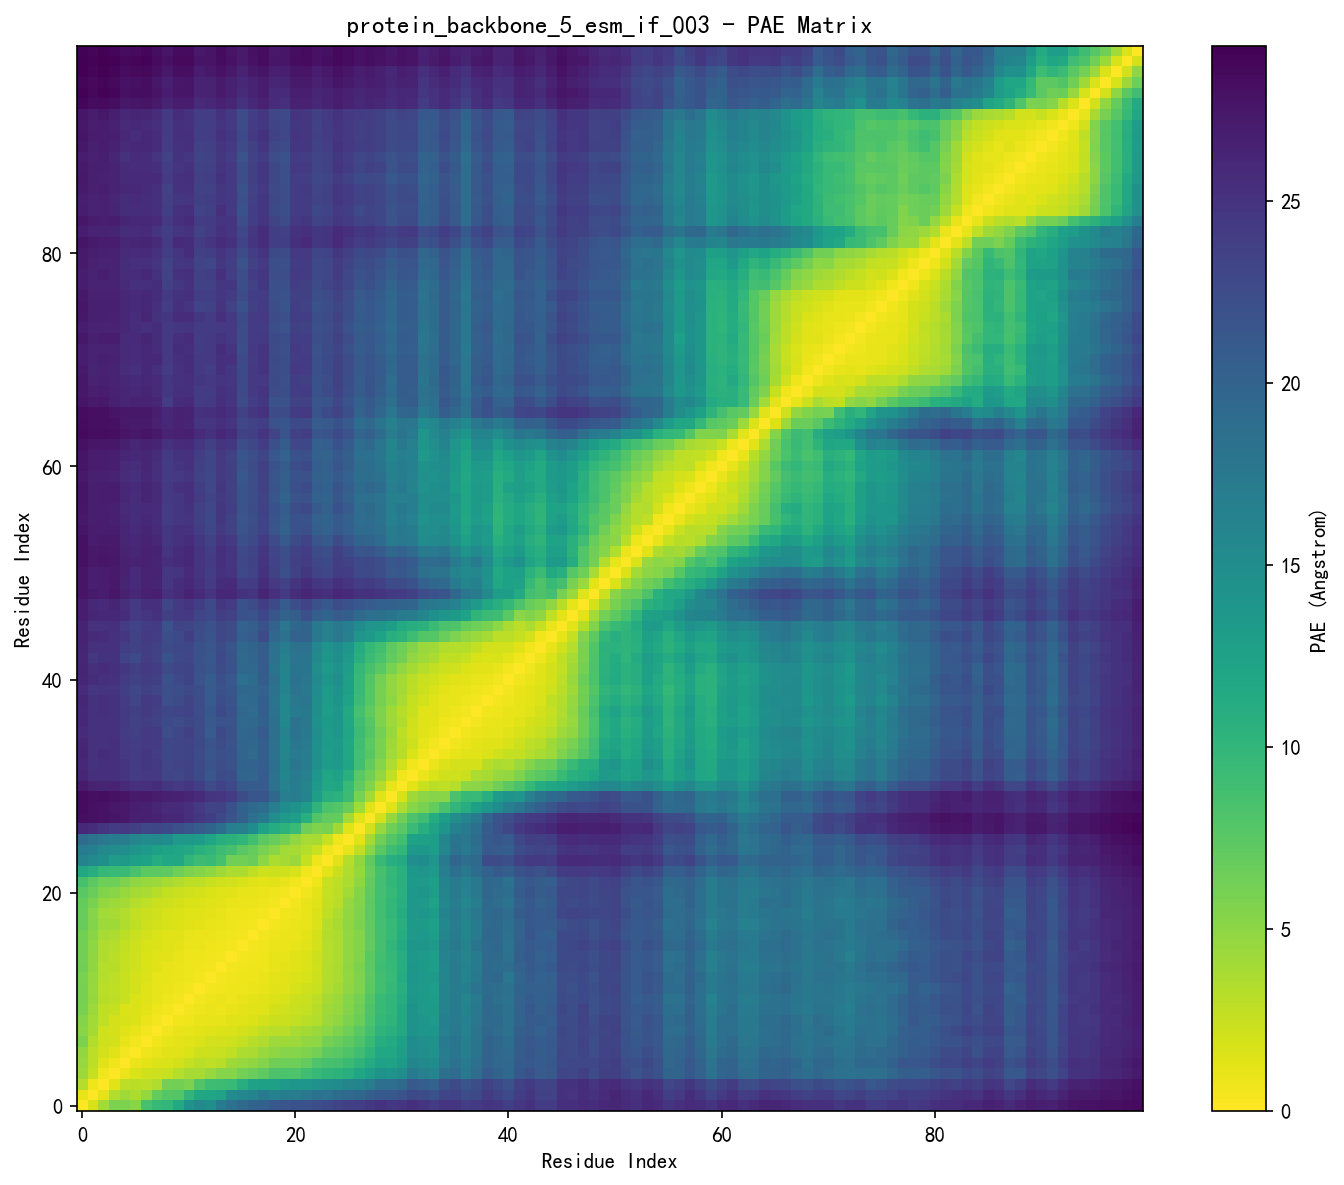 protein_backbone_5_esm_if_003 - PAE Matrix
80
60
40
20
0
Residue Index
0 20 40 60 80
Residue Index
25
20
15
10
5
0
PAE (Angstrom)